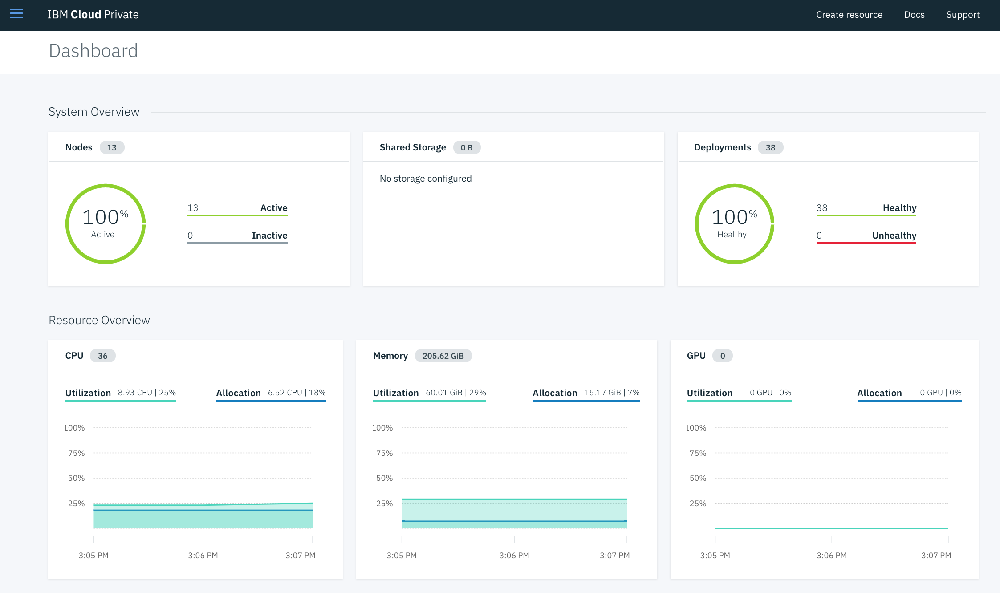 IBM Cloud Private
Create resource Docs Support
Dashboard
System Overview
Nodes 13
100%
Active
13 Active
0 Inactive
Shared Storage 0 B
No storage configured
Deployments 38
100%
Healthy
38 Healthy
0 Unhealthy
Resource Overview
CPU 36
Utilization 8.93 CPU | 25% Allocation 6.52 CPU | 18%
100%
75%
50%
25%
3:05 PM 3:06 PM 3:07 PM
Memory 205.62 GiB
Utilization 60.01 GiB | 29% Allocation 15.17 GiB | 7%
100%
75%
50%
25%
3:05 PM 3:06 PM 3:07 PM
GPU 0
Utilization 0 GPU | 0% Allocation 0 GPU | 0%
100%
75%
50%
25%
3:05 PM 3:06 PM 3:07 PM